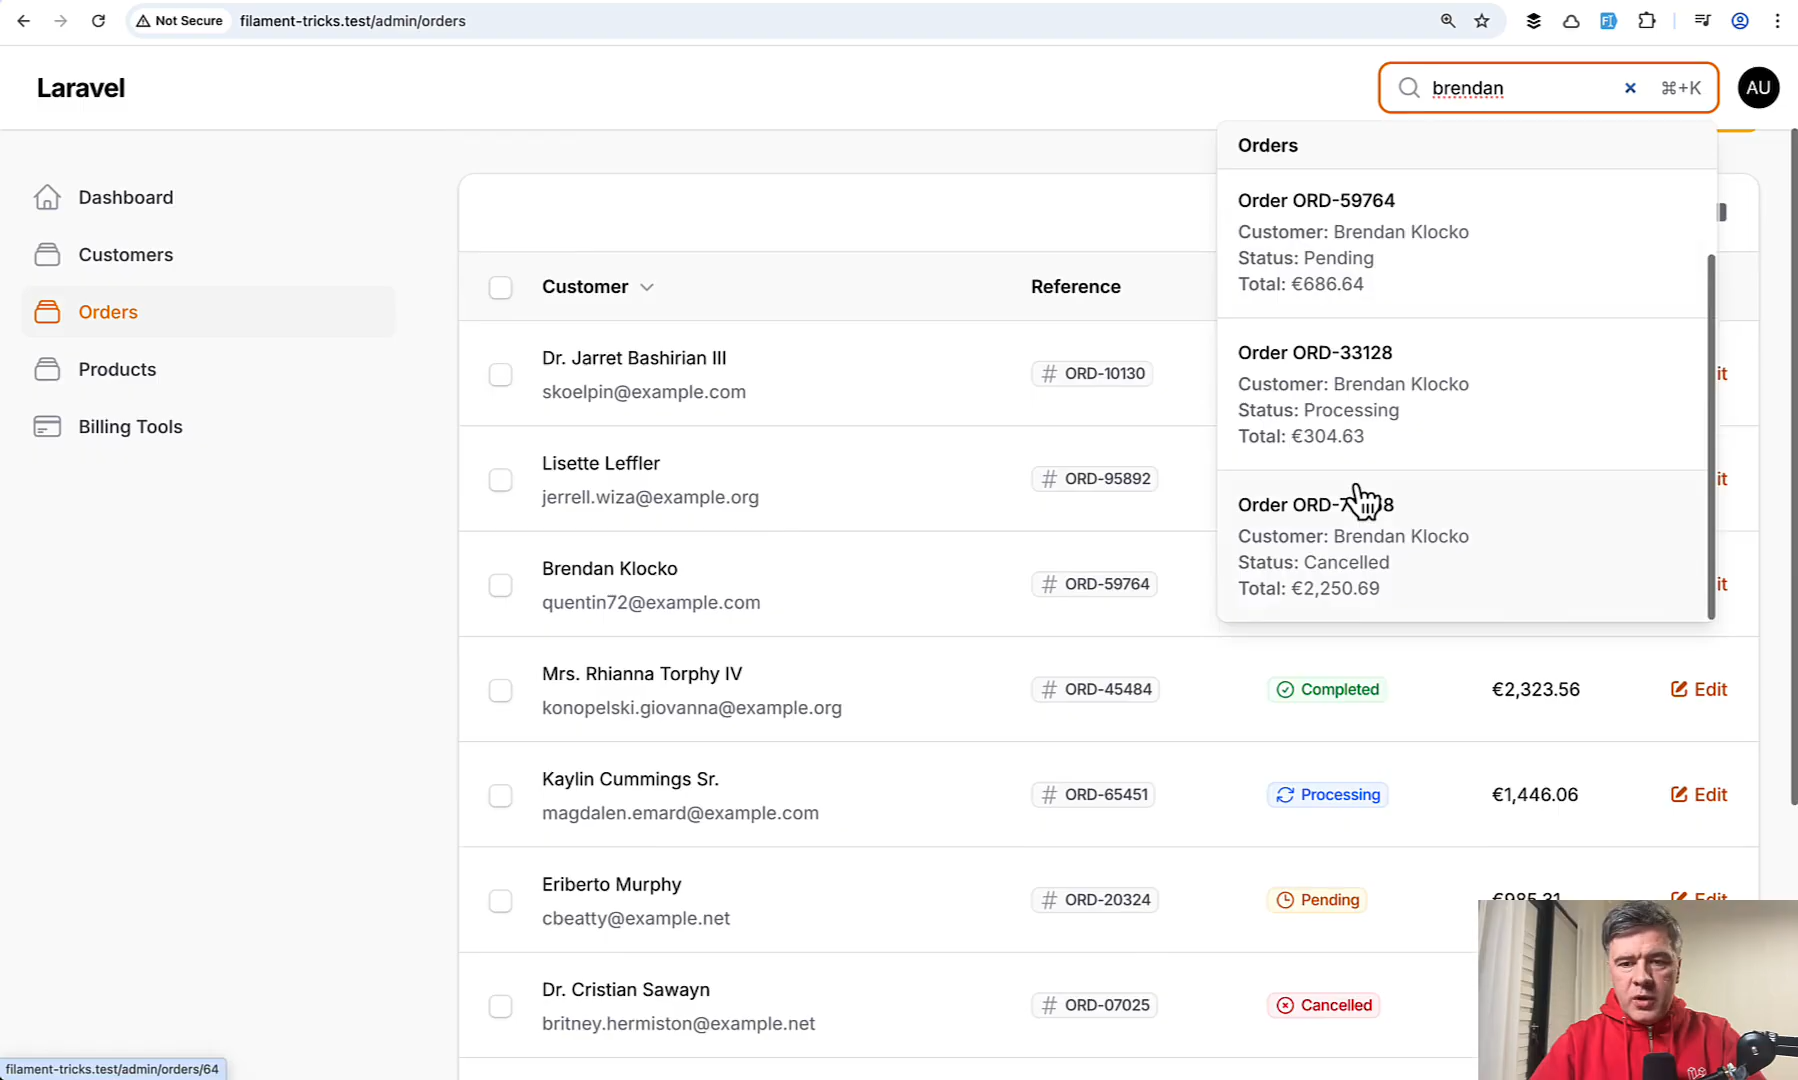 Not Secure
filament-tricks.test/admin/orders
Laravel
brendan
⌘+K
AU
Dashboard
Customers
Orders
Products
Billing Tools
Orders
Order ORD-59764
Customer: Brendan Klocko
Status: Pending
Total: €686.64
Order ORD-33128
Customer: Brendan Klocko
Status: Processing
Total: €304.63
Order
Customer: Brendan Klocko
Status: Cancelled
Total: €2,250.69
Customer
Reference
Dr. Jarret Bashirian III
skoelpin@example.com
# ORD-10130
Lisette Leffler
jerrell.wiza@example.org
# ORD-95892
Brendan Klocko
quentin72@example.com
# ORD-59764
Mrs. Rhianna Torphy IV
konopelski.giovanna@example.org
# ORD-45484
Completed
€2,323.56
Edit
Kaylin Cummings Sr.
magdalen.emard@example.com
# ORD-65451
Processing
€1,446.06
Edit
Eriberto Murphy
cbeatty@example.net
# ORD-20324
Pending
Dr. Cristian Sawayn
britney.hermiston@example.net
# ORD-07025
Cancelled
filament-tricks.test/admin/orders/64